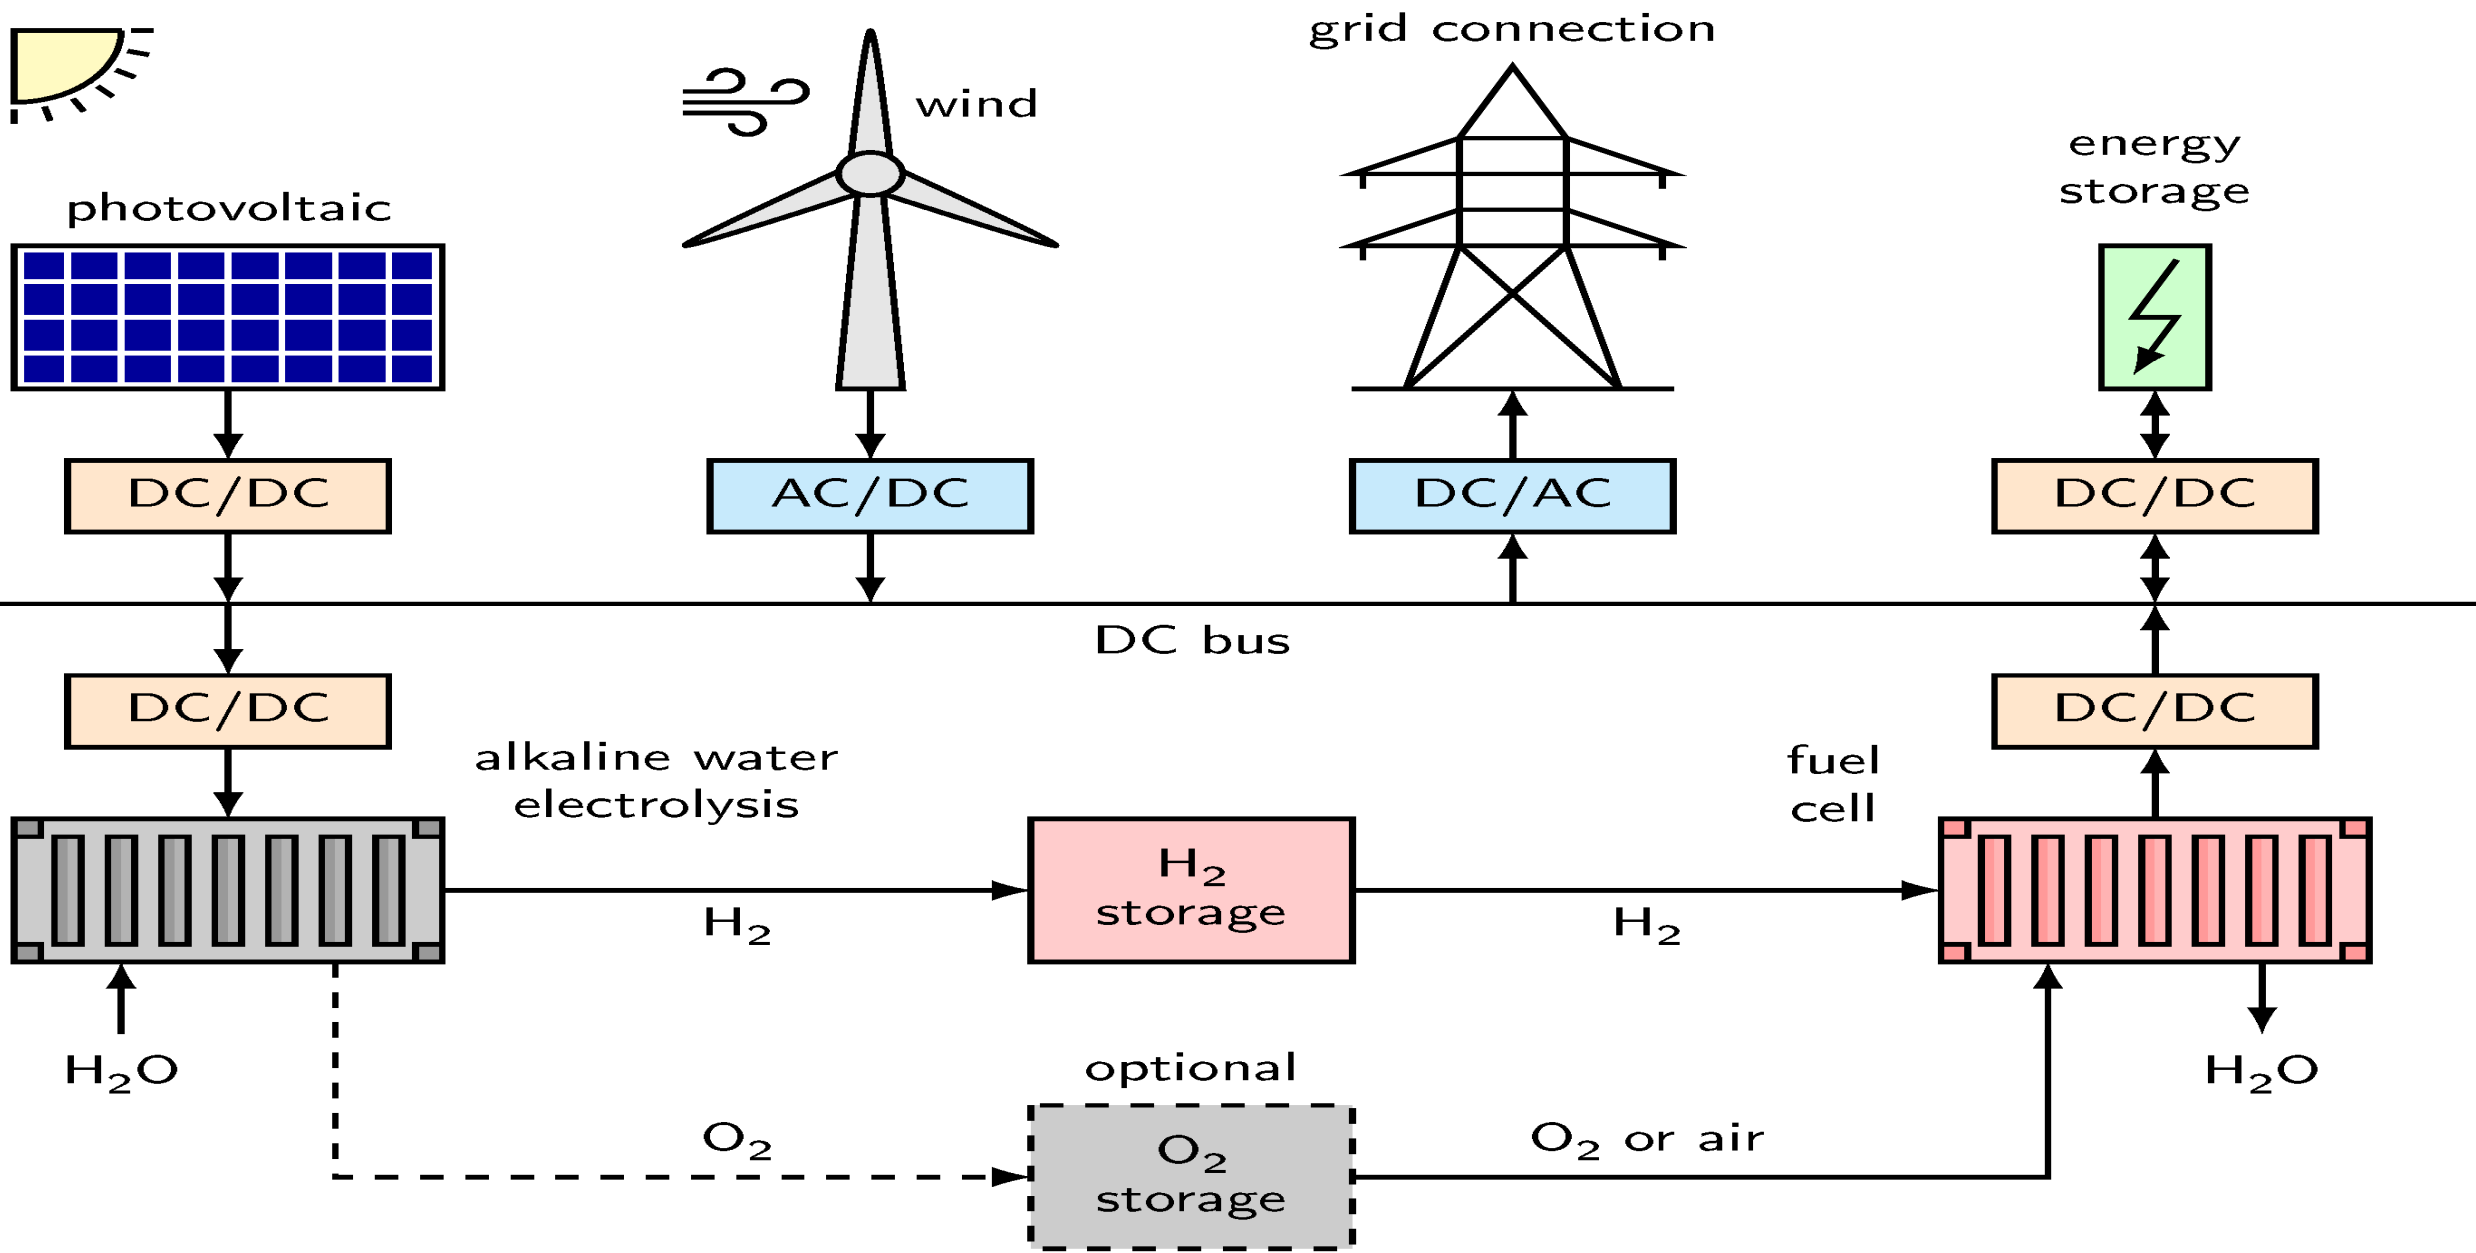 grid connection
wind
energy
storage
photovoltaic
DC/DC
AC/DC
DC/AC
DC/DC
DC bus
DC/DC
DC/DC
alkaline water
electrolysis
fuel
cell
H₂
storage
H₂
H₂
H₂O
H₂O
optional
O₂
O₂ or air
O₂
storage